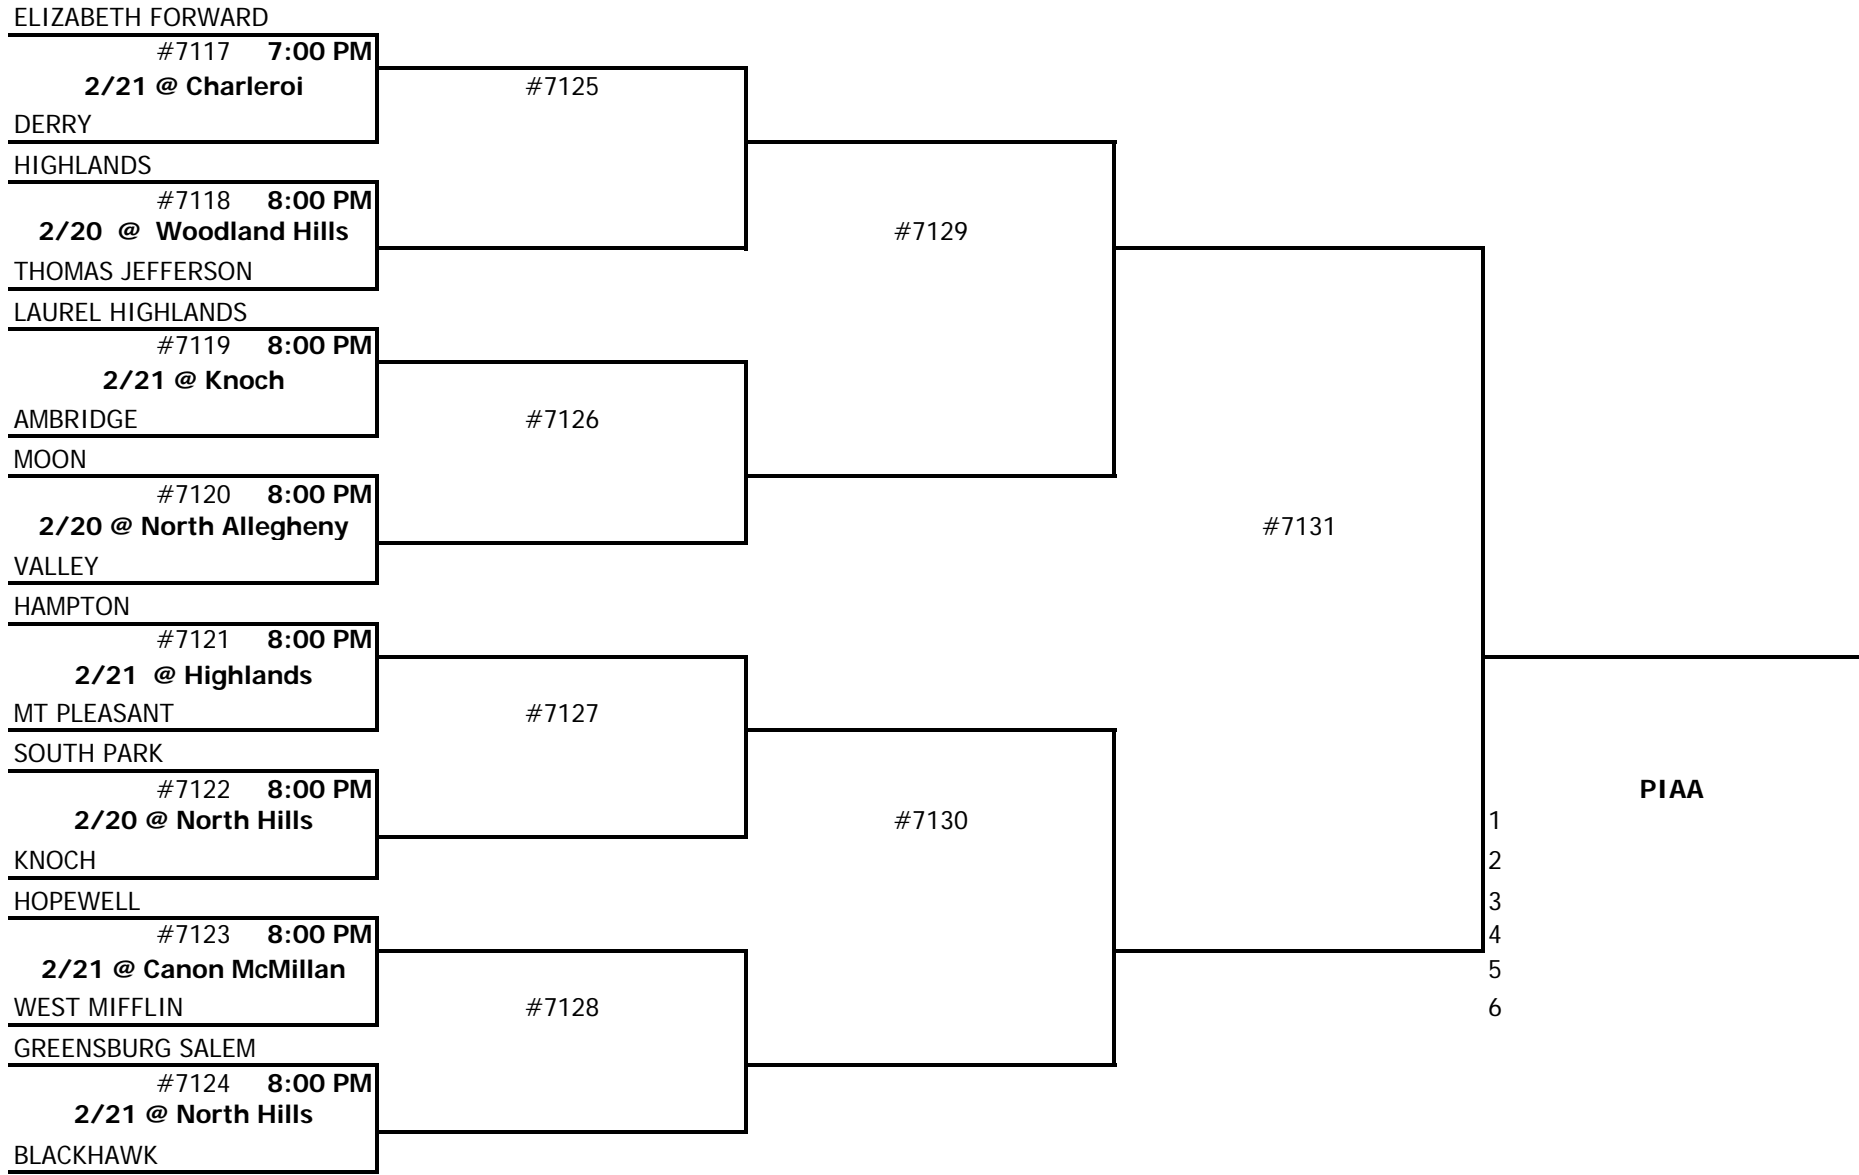 ELIZABETH FORWARD
#7117 7:00 PM
2/21 @ Charleroi
DERRY
HIGHLANDS
#7118 8:00 PM
2/20 @ Woodland Hills
THOMAS JEFFERSON
LAUREL HIGHLANDS
#7119 8:00 PM
2/21 @ Knoch
AMBRIDGE
MOON
#7120 8:00 PM
2/20 @ North Allegheny
VALLEY
HAMPTON
#7121 8:00 PM
2/21 @ Highlands
MT PLEASANT
SOUTH PARK
#7122 8:00 PM
2/20 @ North Hills
KNOCH
HOPEWELL
#7123 8:00 PM
2/21 @ Canon McMillan
WEST MIFFLIN
GREENSBURG SALEM
#7124 8:00 PM
2/21 @ North Hills
BLACKHAWK
#7125
#7126
#7127
#7128
#7129
#7130
#7131
PIAA
1
2
3
4
5
6